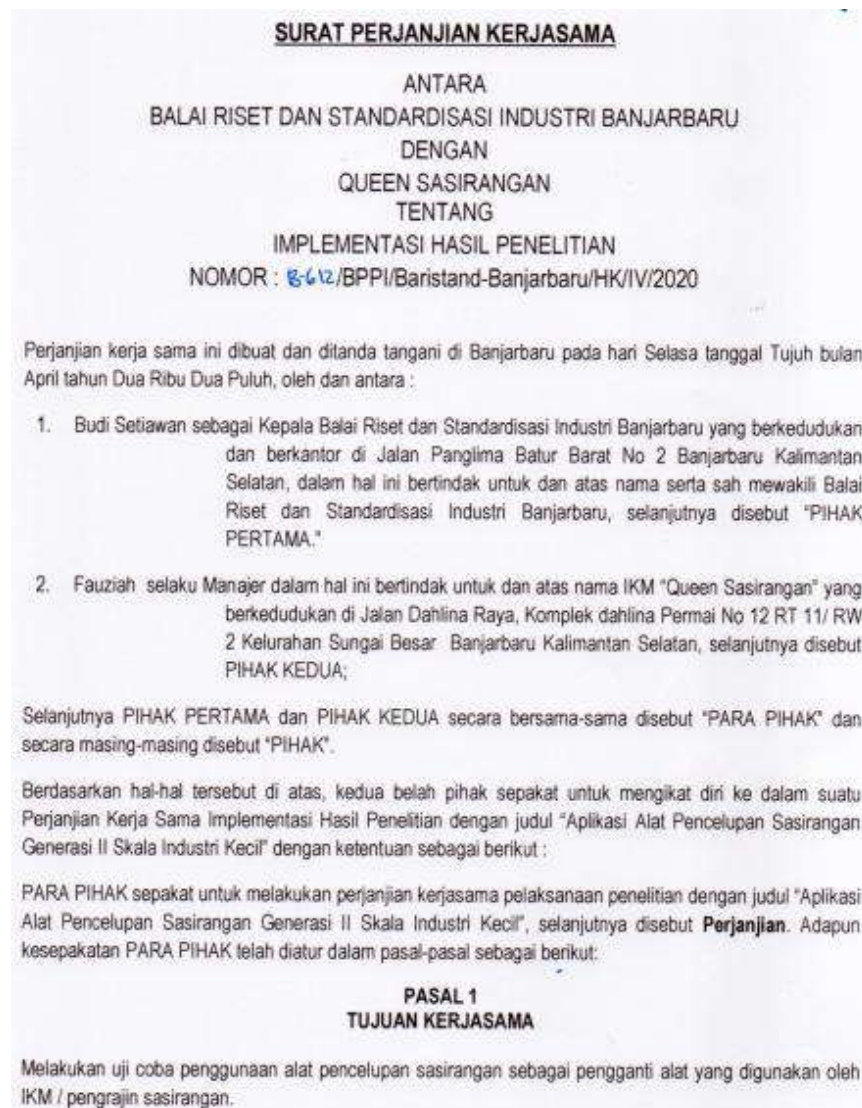 SURAT PERJANJIAN KERJASAMA
ANTARA
BALAI RISET DAN STANDARDISASI INDUSTRI BANJARBARU
DENGAN
QUEEN SASIRANGAN
TENTANG
IMPLEMENTASI HASIL PENELITIAN
NOMOR : B-612/BPPI/Baristand-Banjarbaru/HK/IV/2020
Perjanjian kerja sama ini dibuat dan ditanda tangani di Banjarbaru pada hari Selasa tanggal Tujuh bulan
April tahun Dua Ribu Dua Puluh, oleh dan antara :
1. Budi Setiawan sebagai Kepala Balai Riset dan Standardisasi Industri Banjarbaru yang berkedudukan
dan berkantor di Jalan Panglima Batur Barat No 2 Banjarbaru Kalimantan
Selatan, dalam hal ini bertindak untuk dan atas nama serta sah mewakili Balai
Riset dan Standardisasi Industri Banjarbaru, selanjutnya disebut "PIHAK
PERTAMA."
2. Fauziah selaku Manajer dalam hal ini bertindak untuk dan atas nama IKM "Queen Sasirangan" yang
berkedudukan di Jalan Dahlina Raya, Komplek dahlina Permai No 12 RT 11/ RW
2 Kelurahan Sungai Besar Banjarbaru Kalimantan Selatan, selanjutnya disebut
PIHAK KEDUA;
Selanjutnya PIHAK PERTAMA dan PIHAK KEDUA secara bersama-sama disebut "PARA PIHAK" dan
secara masing-masing disebut "PIHAK".
Berdasarkan hal-hal tersebut di atas, kedua belah pihak sepakat untuk mengikat diri ke dalam suatu
Perjanjian Kerja Sama Implementasi Hasil Penelitian dengan judul "Aplikasi Alat Pencelupan Sasirangan
Generasi II Skala Industri Kecil" dengan ketentuan sebagai berikut :
PARA PIHAK sepakat untuk melakukan perjanjian kerjasama pelaksanaan penelitian dengan judul "Aplikasi
Alat Pencelupan Sasirangan Generasi II Skala Industri Kecil", selanjutnya disebut Perjanjian. Adapun
kesepakatan PARA PIHAK telah diatur dalam pasal-pasal sebagai berikut:
PASAL 1
TUJUAN KERJASAMA
Melakukan uji coba penggunaan alat pencelupan sasirangan sebagai pengganti alat yang digunakan oleh
IKM / pengrajin sasirangan.